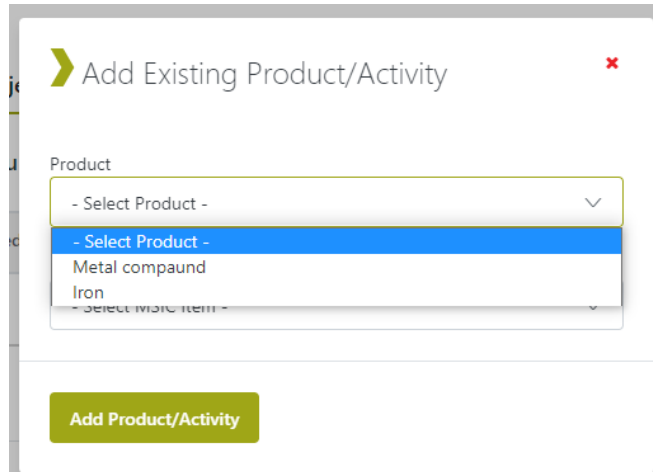 Add Existing Product/Activity
Product
- Select Product -
- Select Product -
Metal compaund
Iron
- Select MSIC Item -
Add Product/Activity